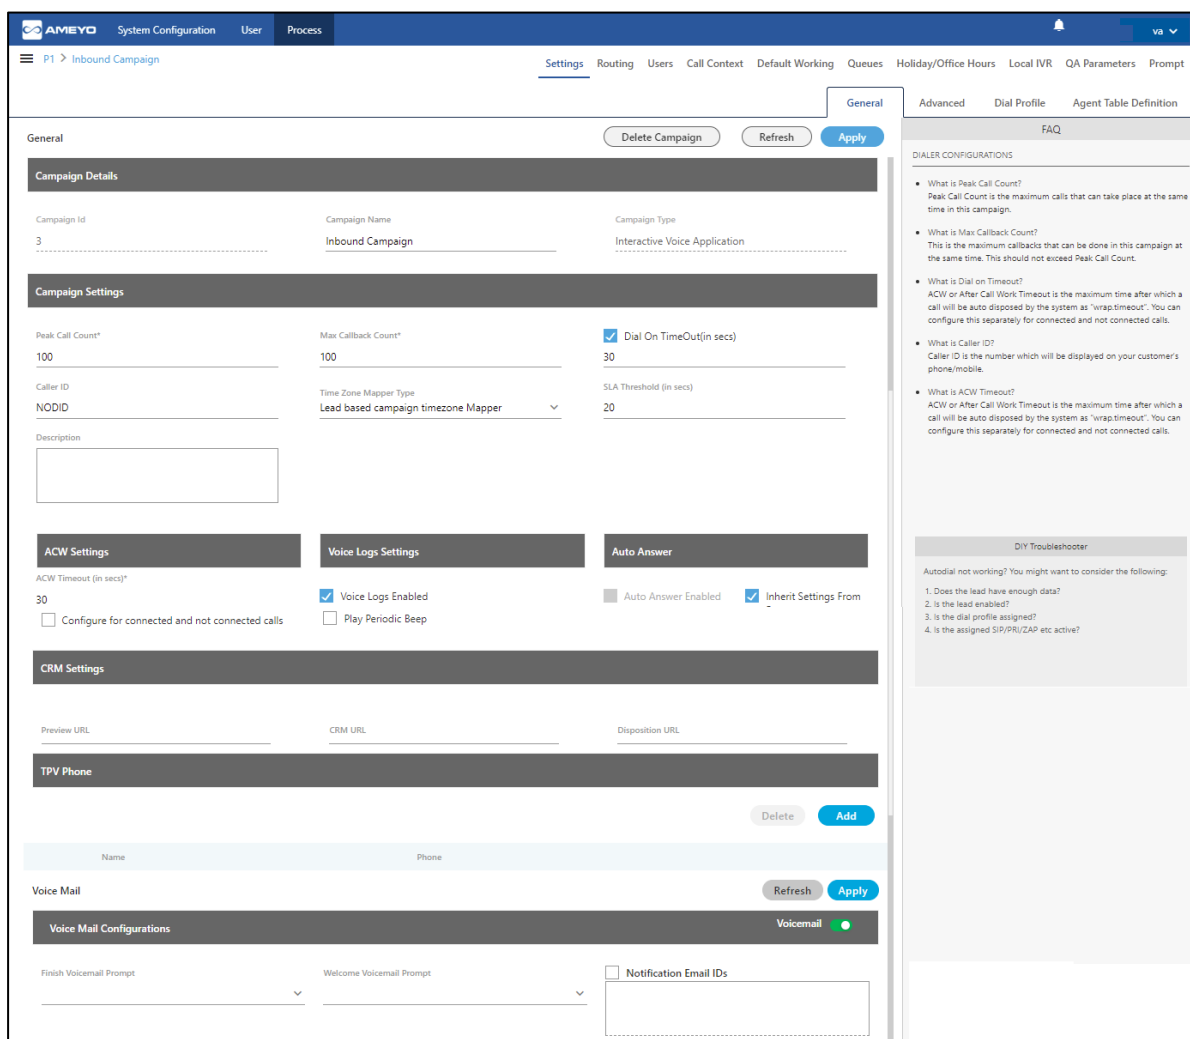 AMEYO System Configuration User Process va
P1 > Inbound Campaign
Settings Routing Users Call Context Default Working Queues Holiday/Office Hours Local IVR QA Parameters Prompt
General Advanced Dial Profile Agent Table Definition
General Delete Campaign Refresh Apply
Campaign Details
Campaign Id Campaign Name Campaign Type
3 Inbound Campaign Interactive Voice Application
Campaign Settings
Peak Call Count* Max Callback Count* Dial On TimeOut(in secs)
100 100 30
Caller ID Time Zone Mapper Type SLA Threshold (in secs)
NODID Lead based campaign timezone Mapper 20
Description
ACW Settings Voice Logs Settings Auto Answer
ACW Timeout (in secs)*
30 Voice Logs Enabled Auto Answer Enabled Inherit Settings From
Configure for connected and not connected calls Play Periodic Beep
CRM Settings
Preview URL CRM URL Disposition URL
TPV Phone
Delete Add
Name Phone
Voice Mail Refresh Apply
Voice Mail Configurations Voicemail
Finish Voicemail Prompt Welcome Voicemail Prompt Notification Email IDs
FAQ
DIALER CONFIGURATIONS
• What is Peak Call Count?
Peak Call Count is the maximum calls that can take place at the same
time in this campaign.
• What is Max Callback Count?
This is the maximum callbacks that can be done in this campaign at
the same time. This should not exceed Peak Call Count.
• What is Dial on Timeout?
ACW or After Call Work Timeout is the maximum time after which a
call will be auto disposed by the system as "wrap.timeout". You can
configure this separately for connected and not connected calls.
• What is Caller ID?
Caller ID is the number which will be displayed on your customer's
phone/mobile.
• What is ACW Timeout?
ACW or After Call Work Timeout is the maximum time after which a
call will be auto disposed by the system as "wrap.timeout". You can
configure this separately for connected and not connected calls.
DIY Troubleshooter
Autodial not working? You might want to consider the following:
1. Does the lead have enough data?
2. Is the lead enabled?
3. Is the dial profile assigned?
4. Is the assigned SIP/PRI/ZAP etc active?